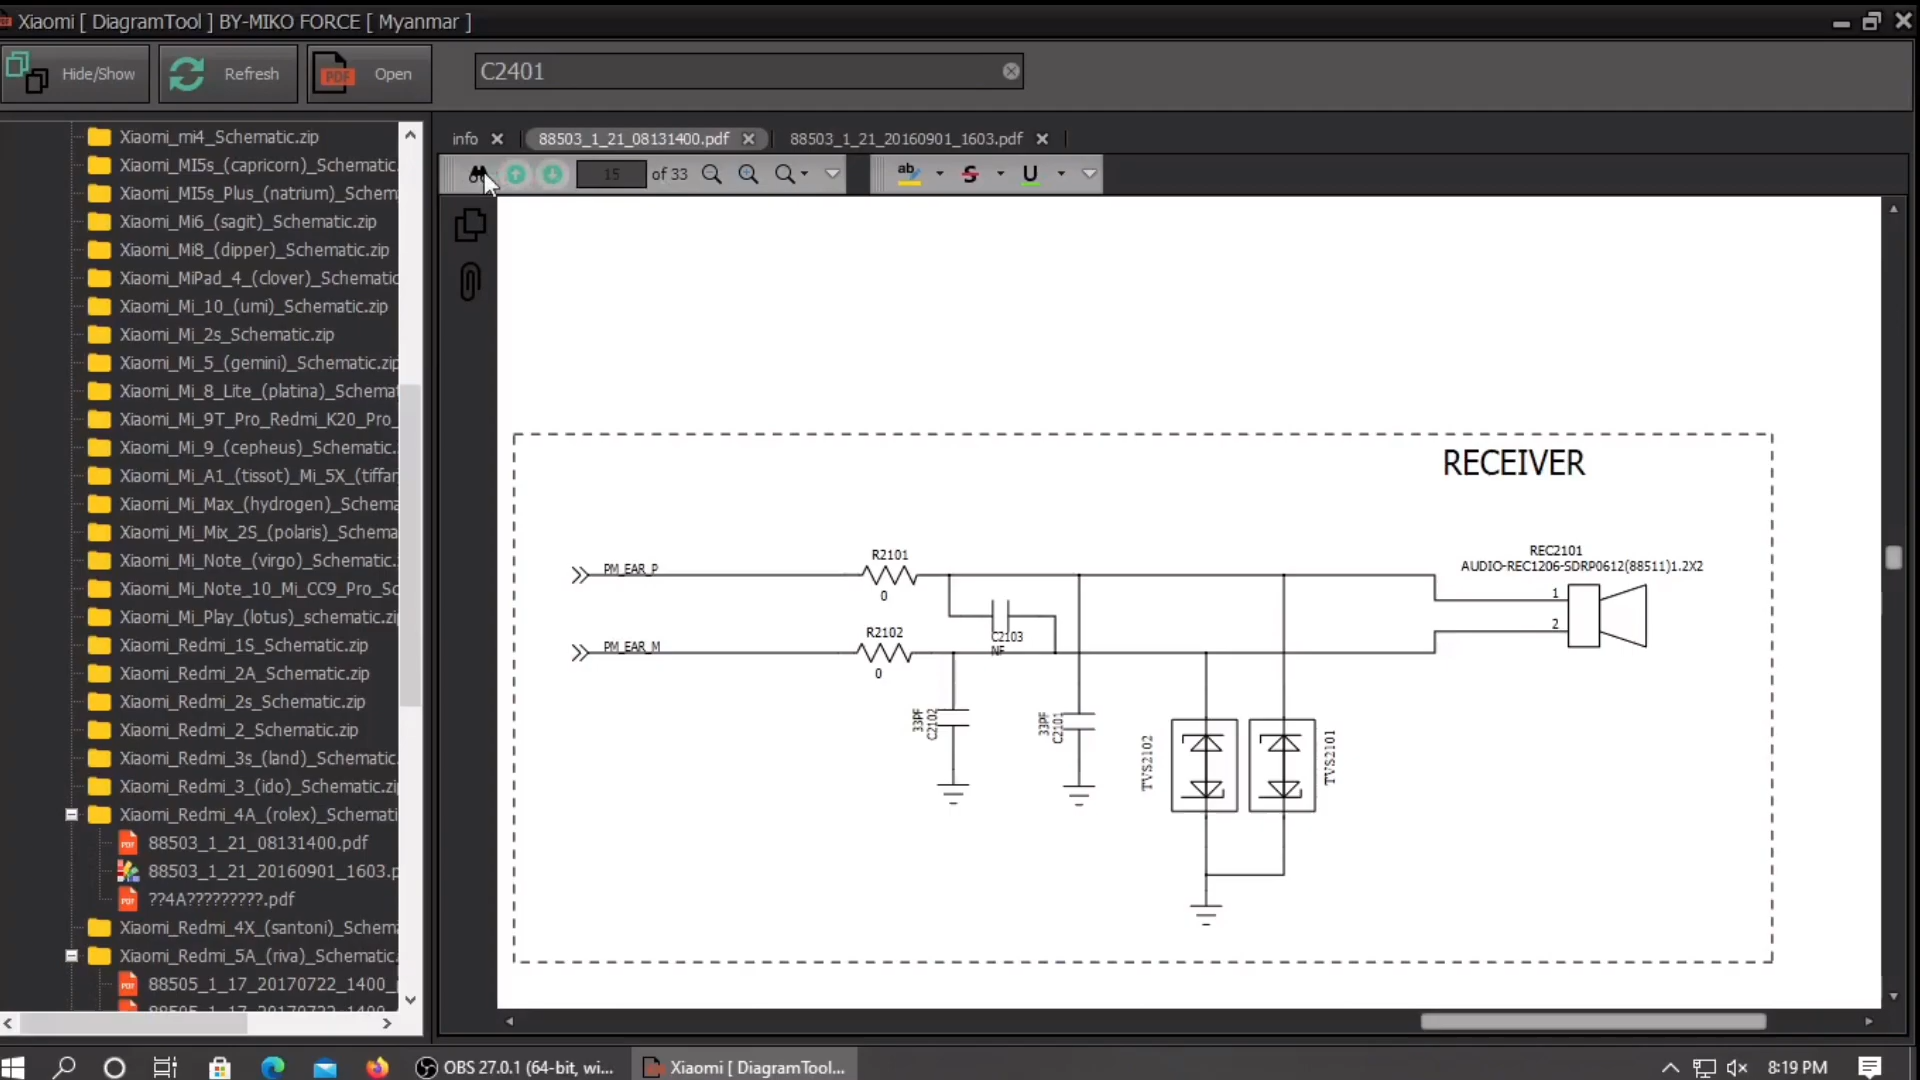 Xiaomi [ DiagramTool ] BY-MIKO FORCE [ Myanmar ]
Hide/Show
Refresh
PDF Open
C2401
info
88503_1_21_08131400.pdf
88503_1_21_20160901_1603.pdf
15 of 33
ab S U
Xiaomi_mi4_Schematic.zip
Xiaomi_MI5s_(capricorn)_Schematic.
Xiaomi_MI5s_Plus_(natrium)_Schem
Xiaomi_Mi6_(sagit)_Schematic.zip
Xiaomi_Mi8_(dipper)_Schematic.zip
Xiaomi_MiPad_4_(clover)_Schematic
Xiaomi_Mi_10_(umi)_Schematic.zip
Xiaomi_Mi_2s_Schematic.zip
Xiaomi_Mi_5_(gemini)_Schematic.zip
Xiaomi_Mi_8_Lite_(platina)_Schemat
Xiaomi_Mi_9T_Pro_Redmi_K20_Pro_
Xiaomi_Mi_9_(cepheus)_Schematic.
Xiaomi_Mi_A1_(tissot)_Mi_5X_(tiffar
Xiaomi_Mi_Max_(hydrogen)_Schema
Xiaomi_Mi_Mix_2S_(polaris)_Schema
Xiaomi_Mi_Note_(virgo)_Schematic.
Xiaomi_Mi_Note_10_Mi_CC9_Pro_Sc
Xiaomi_Mi_Play_(lotus)_schematic.zip
Xiaomi_Redmi_1S_Schematic.zip
Xiaomi_Redmi_2A_Schematic.zip
Xiaomi_Redmi_2s_Schematic.zip
Xiaomi_Redmi_2_Schematic.zip
Xiaomi_Redmi_3s_(land)_Schematic.
Xiaomi_Redmi_3_(ido)_Schematic.zip
Xiaomi_Redmi_4A_(rolex)_Schemati
88503_1_21_08131400.pdf
88503_1_21_20160901_1603.p
??4A?????????.pdf
Xiaomi_Redmi_4X_(santoni)_Schema
Xiaomi_Redmi_5A_(riva)_Schematic.
88505_1_17_20170722_1400_
88505_1_17_20170722_1400
RECEIVER
PM_EAR_P
R2101
0
REC2101
AUDIO-REC1206-SDRP0612(88511)1.2X2
1
2
C2103
NF
PM_EAR_M
R2102
0
33PF
C2102
33PF
C2101
TVS2102
TVS2101
OBS 27.0.1 (64-bit, wi...
Xiaomi [ DiagramTool...
8:19 PM